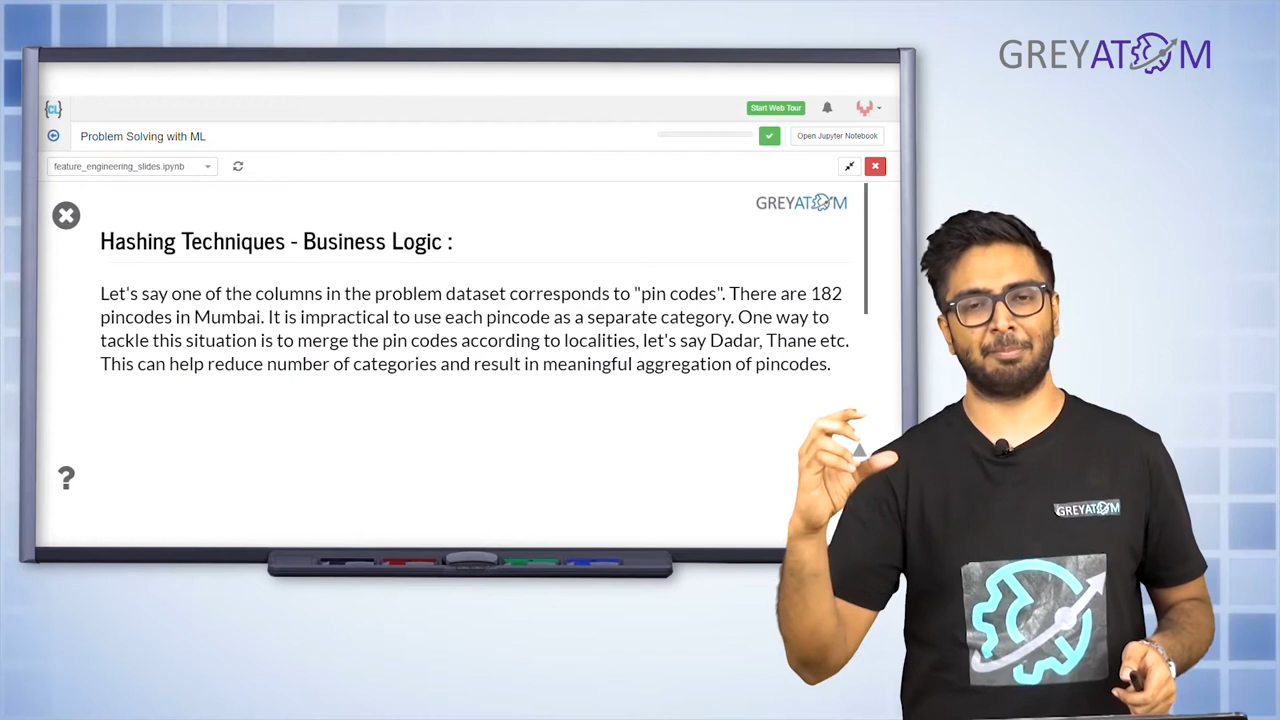 GREYATOM
{CL}
Start Web Tour
Problem Solving with ML
Open Jupyter Notebook
feature_engineering_slides.ipynb
GREYATOM
Hashing Techniques - Business Logic :
Let's say one of the columns in the problem dataset corresponds to "pin codes". There are 182
pincodes in Mumbai. It is impractical to use each pincode as a separate category. One way to
tackle this situation is to merge the pin codes according to localities, let's say Dadar, Thane etc.
This can help reduce number of categories and result in meaningful aggregation of pincodes.
?
GREYATOM